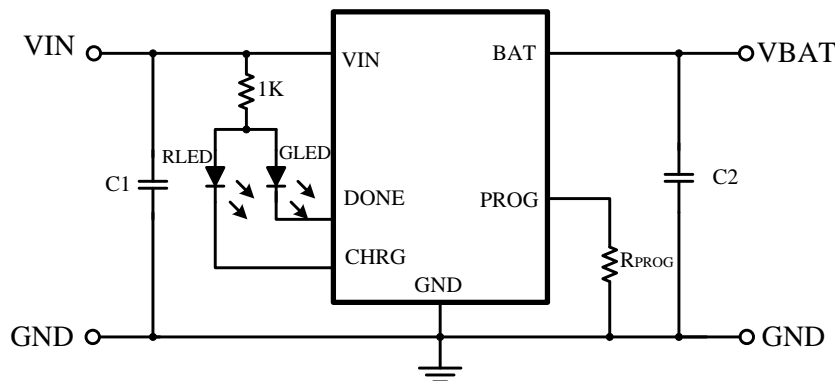 VIN
VIN
BAT
VBAT
1K
RLED
GLED
C1
C2
DONE
PROG
CHRG
RPROG
GND
GND
GND